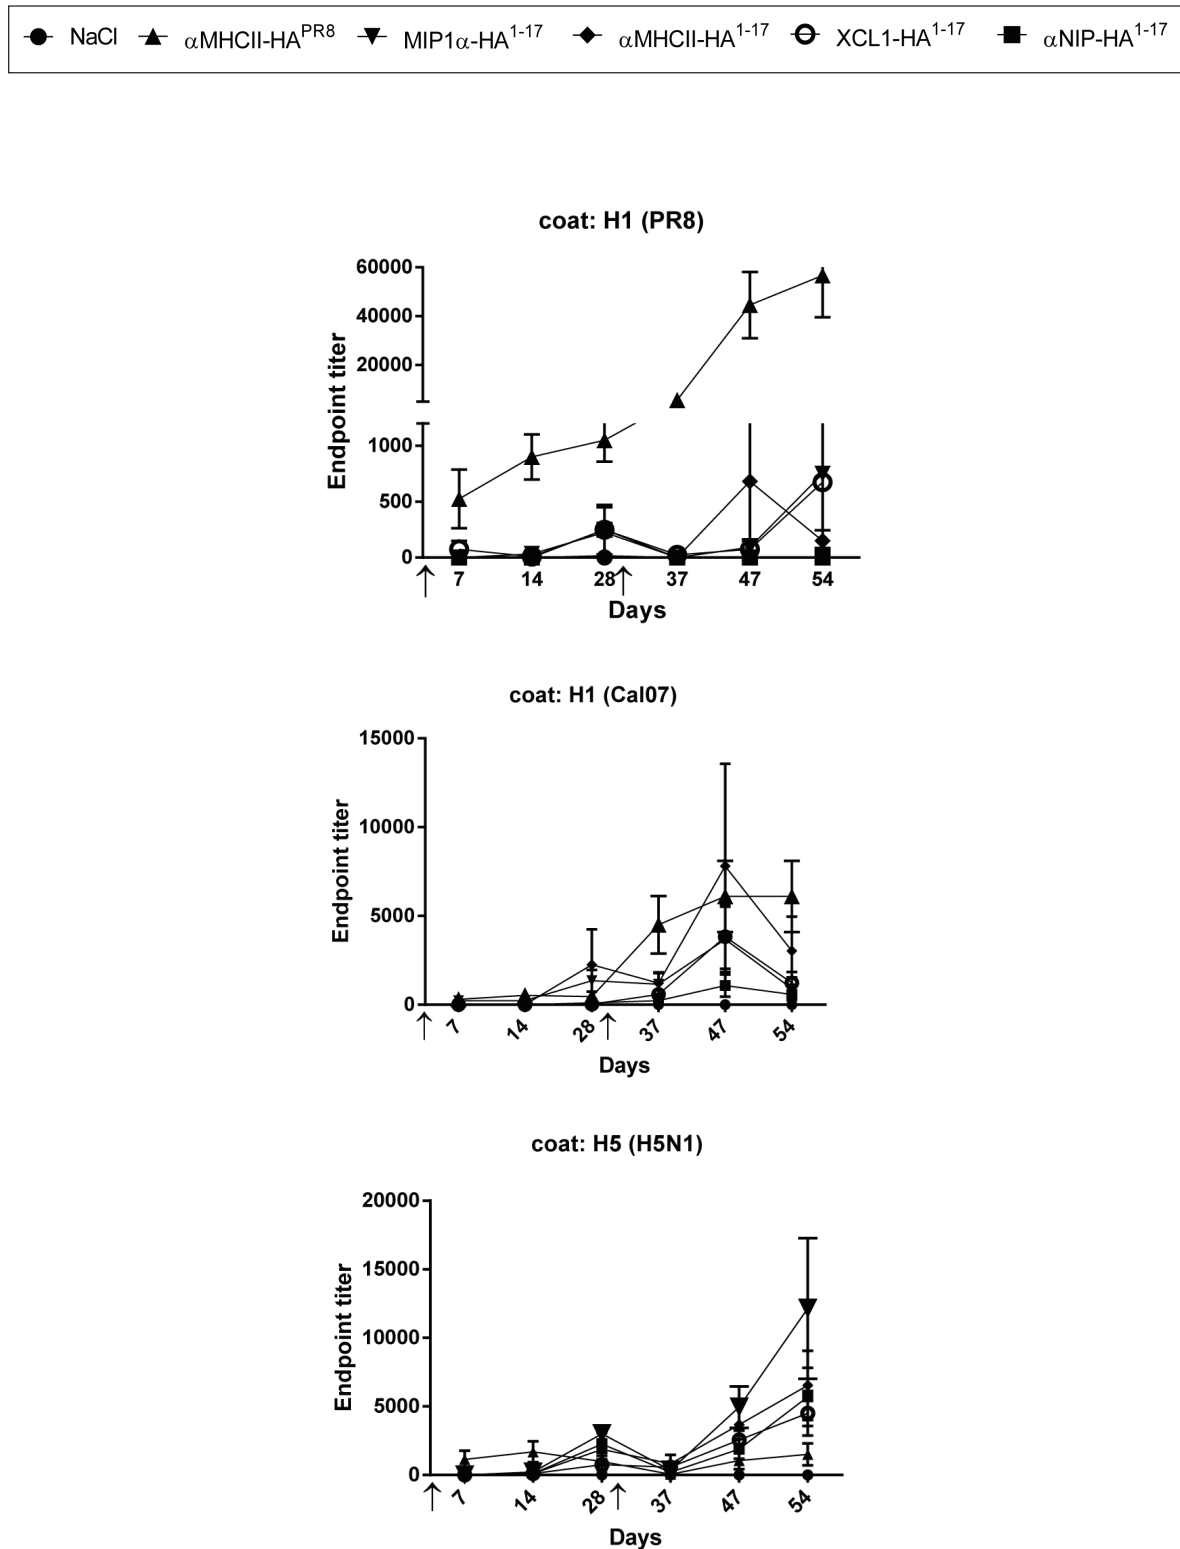 NaCl αMHCII-HA^PR8 MIP1α-HA^1-17 αMHCII-HA^1-17 XCL1-HA^1-17 αNIP-HA^1-17
coat: H1 (PR8)
60000
40000
20000
1000
500
0
Endpoint titer
7 14 28 37 47 54
Days
coat: H1 (Cal07)
15000
10000
5000
0
Endpoint titer
7 14 28 37 47 54
Days
coat: H5 (H5N1)
20000
15000
10000
5000
0
Endpoint titer
7 14 28 37 47 54
Days